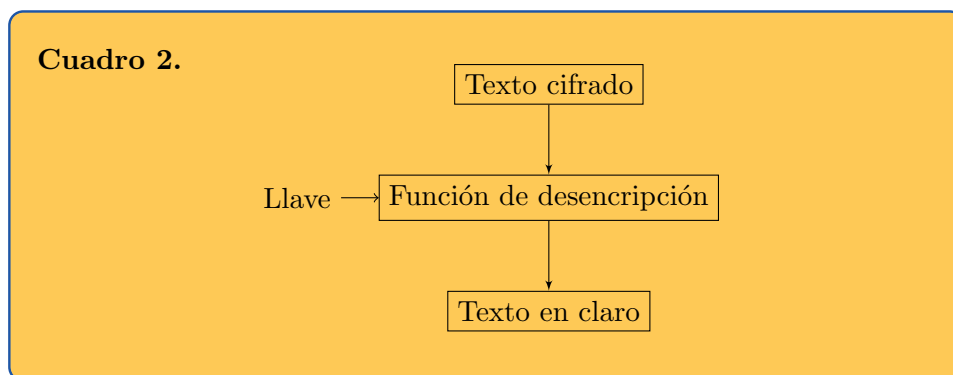 Cuadro 2.
Texto cifrado
Llave
Función de desencripción
Texto en claro